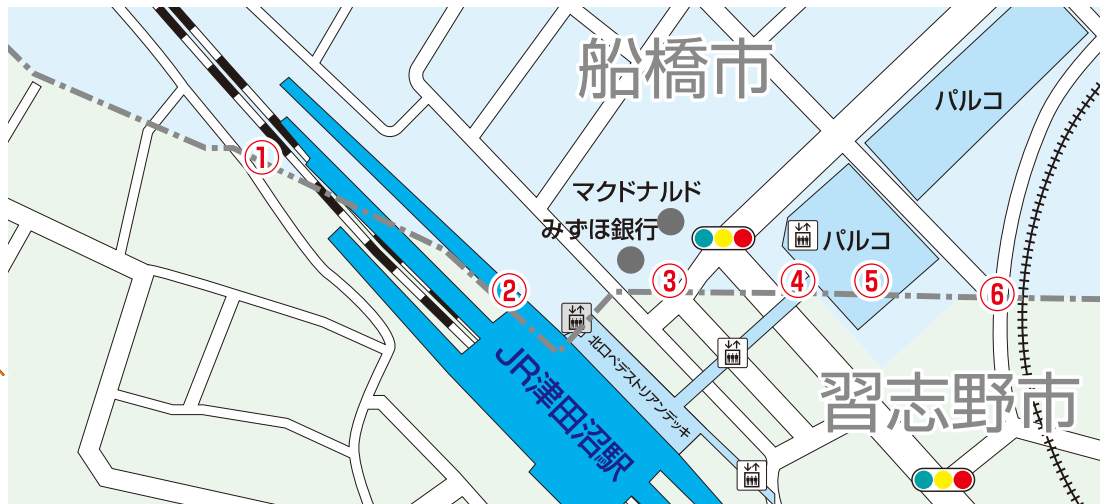 船橋市
パルコ
①
マクドナルド
みずほ銀行
パルコ
②
③
④
⑤
⑥
北口ペデストリアンデッキ
JR津田沼駅
習志野市